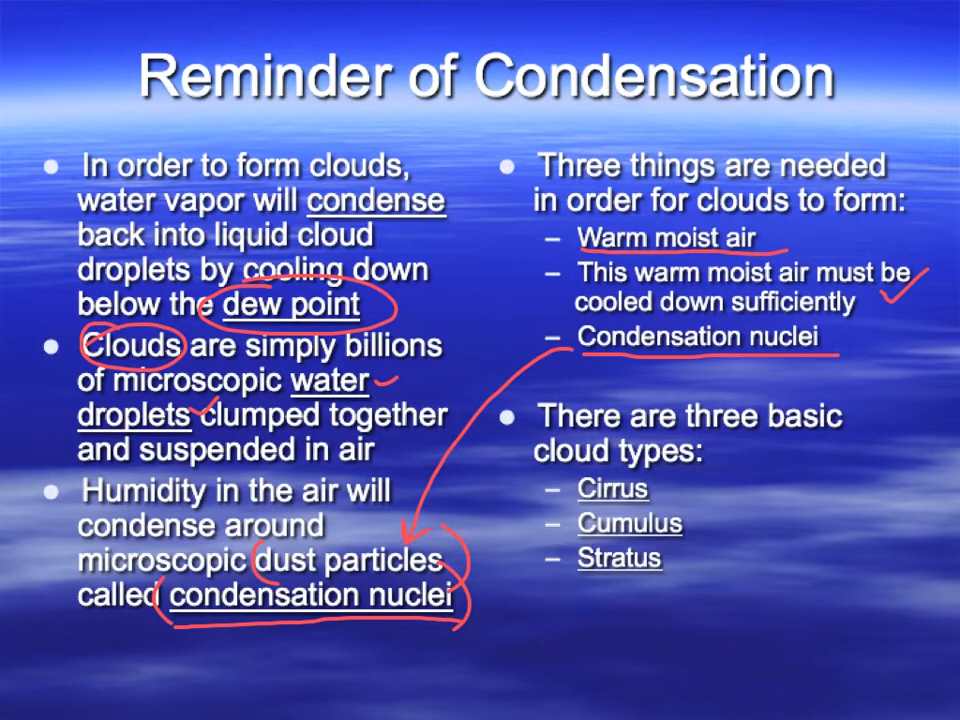 Reminder of Condensation
• In order to form clouds,
water vapor will condense
back into liquid cloud
droplets by cooling down
below the dew point
• Clouds are simply billions
of microscopic water
droplets clumped together
and suspended in air
• Humidity in the air will
condense around
microscopic dust particles
called condensation nuclei
• Three things are needed
in order for clouds to form:
– Warm moist air
– This warm moist air must be
cooled down sufficiently
– Condensation nuclei
• There are three basic
cloud types:
– Cirrus
– Cumulus
– Stratus